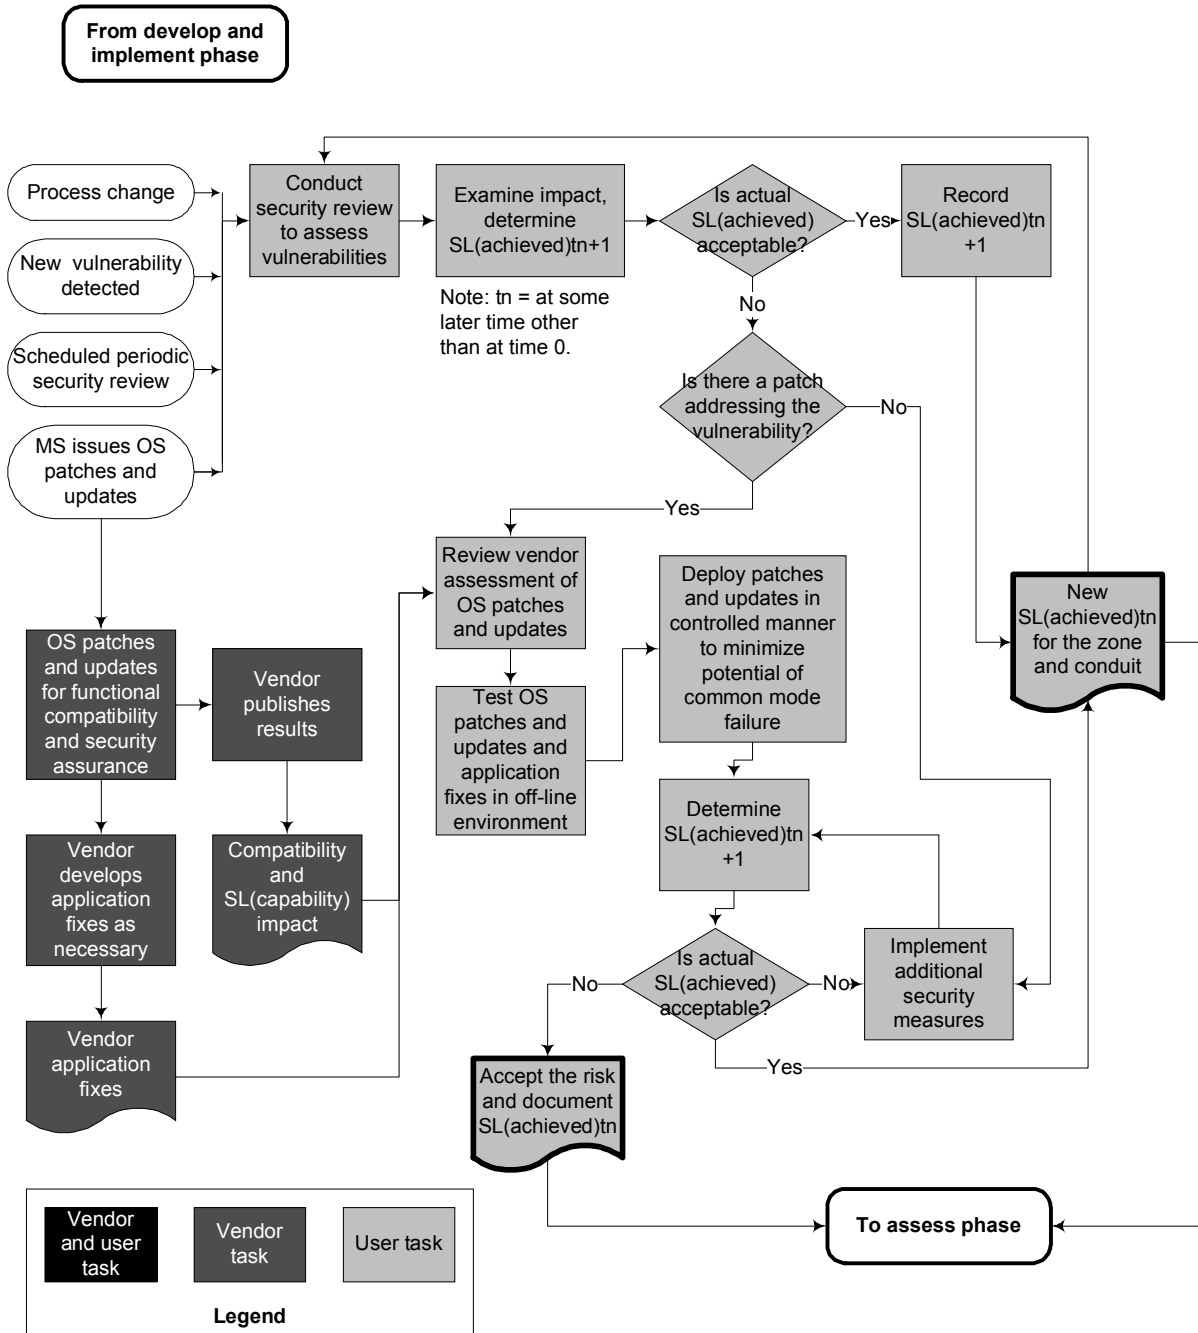 From develop and
implement phase
Process change
New vulnerability
detected
Scheduled periodic
security review
MS issues OS
patches and
updates
Conduct
security review
to assess
vulnerabilities
Examine impact,
determine
SL(achieved)tn+1
Note: tn = at some
later time other
than at time 0.
Is actual
SL(achieved)
acceptable?
Yes
Record
SL(achieved)tn
+1
No
Is there a patch
addressing the
vulnerability?
No
Yes
Review vendor
assessment of
OS patches
and updates
Deploy patches
and updates in
controlled manner
to minimize
potential of
common mode
failure
New
SL(achieved)tn
for the zone
and conduit
OS patches
and updates
for functional
compatibility
and security
assurance
Vendor
publishes
results
Test OS
patches and
updates and
application
fixes in off-line
environment
Determine
SL(achieved)tn
+1
Vendor
develops
application
fixes as
necessary
Compatibility
and
SL(capability)
impact
Is actual
SL(achieved)
acceptable?
No
No
Implement
additional
security
measures
Yes
Vendor
application
fixes
Accept the risk
and document
SL(achieved)tn
To assess phase
Vendor
and user
task
Vendor
task
User task
Legend